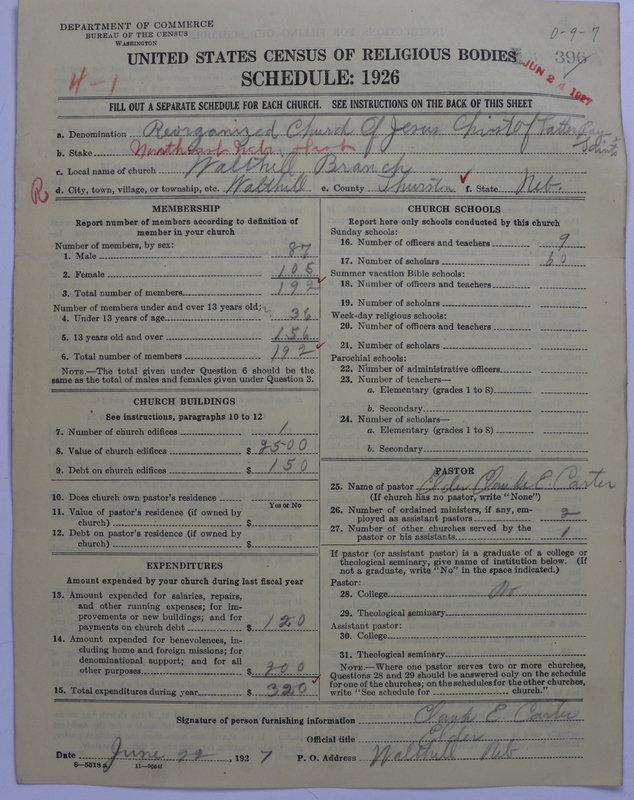 DEPARTMENT OF COMMERCE
BUREAU OF THE CENSUS
WASHINGTON
0-9-7
396
JUN 24 1927
H-1
UNITED STATES CENSUS OF RELIGIOUS BODIES
SCHEDULE: 1926
FILL OUT A SEPARATE SCHEDULE FOR EACH CHURCH. SEE INSTRUCTIONS ON THE BACK OF THIS SHEET
a. Denomination Reorganized Church of Jesus Christ of Latter Day Saints
b. Stake Northeast Nebr. Dist
c. Local name of church Walthill Branch
R
d. City, town, village, or township, etc. Walthill e. County Thurston f. State Neb.
MEMBERSHIP
Report number of members according to definition of
member in your church
Number of members, by sex:
1. Male 87
2. Female 105
3. Total number of members 192
Number of members under and over 13 years old:
4. Under 13 years of age 36
5. 13 years old and over 156
6. Total number of members 192
NOTE.—The total given under Question 6 should be the
same as the total of males and females given under Question 3.
CHURCH BUILDINGS
See instructions, paragraphs 10 to 12
7. Number of church edifices 1
8. Value of church edifices $ 2500
9. Debt on church edifices $ 150
10. Does church own pastor's residence
Yes or No
11. Value of pastor's residence (if owned by
church) $
12. Debt on pastor's residence (if owned by
church) $
EXPENDITURES
Amount expended by your church during last fiscal year
13. Amount expended for salaries, repairs,
and other running expenses; for im-
provements or new buildings; and for
payments on church debt $ 120
14. Amount expended for benevolences, in-
cluding home and foreign missions; for
denominational support; and for all
other purposes $ 200
15. Total expenditures during year $ 320
CHURCH SCHOOLS
Report here only schools conducted by this church
Sunday schools:
16. Number of officers and teachers 9
17. Number of scholars 60
Summer vacation Bible schools:
18. Number of officers and teachers
19. Number of scholars
Week-day religious schools:
20. Number of officers and teachers
21. Number of scholars
Parochial schools:
22. Number of administrative officers
23. Number of teachers—
a. Elementary (grades 1 to 8)
b. Secondary
24. Number of scholars—
a. Elementary (grades 1 to 8)
b. Secondary
PASTOR
25. Name of pastor Elder Claude E Carter
(If church has no pastor, write "None")
26. Number of ordained ministers, if any, em-
ployed as assistant pastors 2
27. Number of other churches served by the
pastor or his assistants 1
If pastor (or assistant pastor) is a graduate of a college or
theological seminary, give name of institution below. (If
not a graduate, write "No" in the space indicated.)
Pastor:
28. College No
29. Theological seminary
Assistant pastor:
30. College
31. Theological seminary
NOTE.—Where one pastor serves two or more churches,
Questions 28 and 29 should be answered only on the schedule
for one of the churches; on the schedules for the other churches,
write "See schedule for church."
Signature of person furnishing information Claude E Carter
Official title Elder
Date June 22, 1927 P. O. Address Walthill Neb
8—5518a 11—9554f